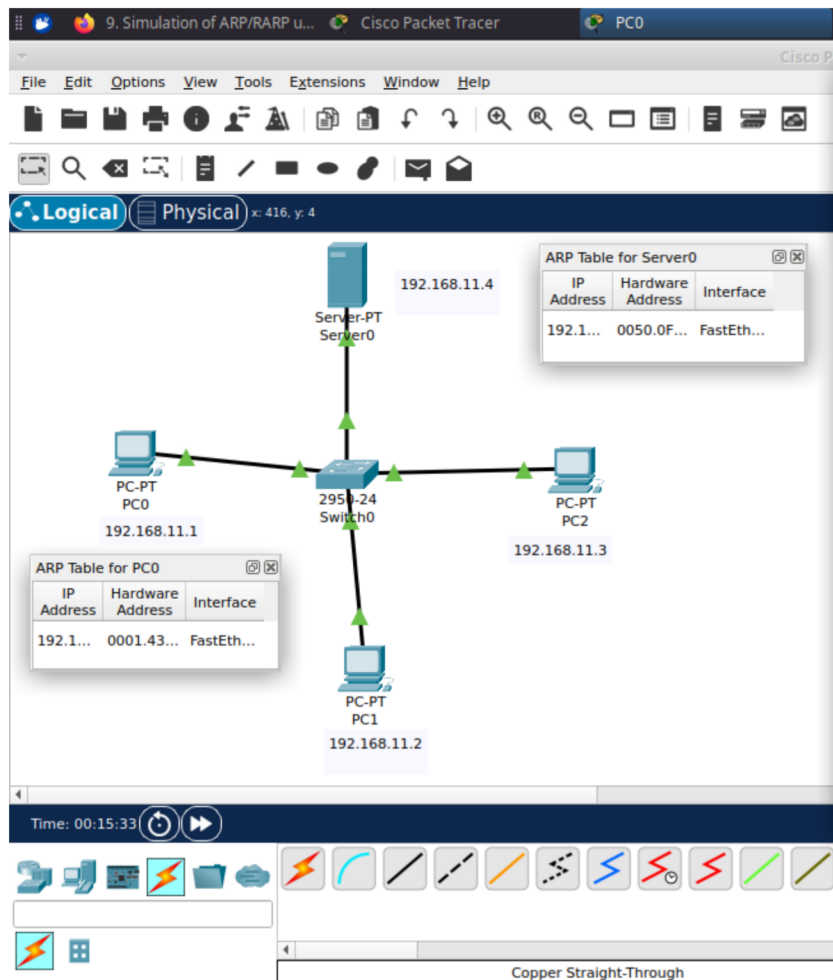 9. Simulation of ARP/RARP u... Cisco Packet Tracer PC0
Cisco P
File Edit Options View Tools Extensions Window Help
Logical Physical x: 416, y: 4
192.168.11.4
Server-PT
Server0
ARP Table for Server0
IP Address Hardware Address Interface
192.1... 0050.0F... FastEth...
PC-PT
PC0
192.168.11.1
2950-24
Switch0
PC-PT
PC2
192.168.11.3
ARP Table for PC0
IP Address Hardware Address Interface
192.1... 0001.43... FastEth...
PC-PT
PC1
192.168.11.2
Time: 00:15:33
Copper Straight-Through